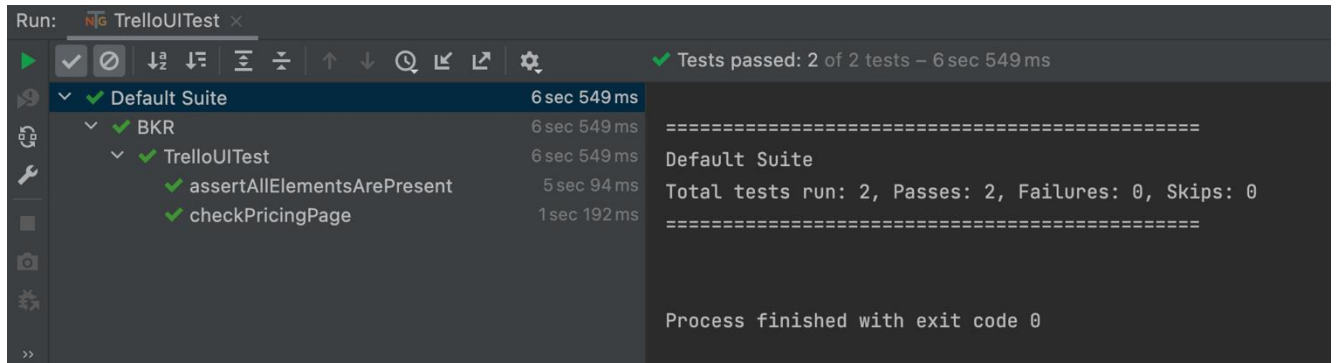 Run: TrelloUITest
Tests passed: 2 of 2 tests – 6 sec 549 ms
Default Suite 6 sec 549 ms
BKR 6 sec 549 ms
TrelloUITest 6 sec 549 ms
assertAllElementsArePresent 5 sec 94 ms
checkPricingPage 1 sec 192 ms
===============================================
Default Suite
Total tests run: 2, Passes: 2, Failures: 0, Skips: 0
===============================================
Process finished with exit code 0